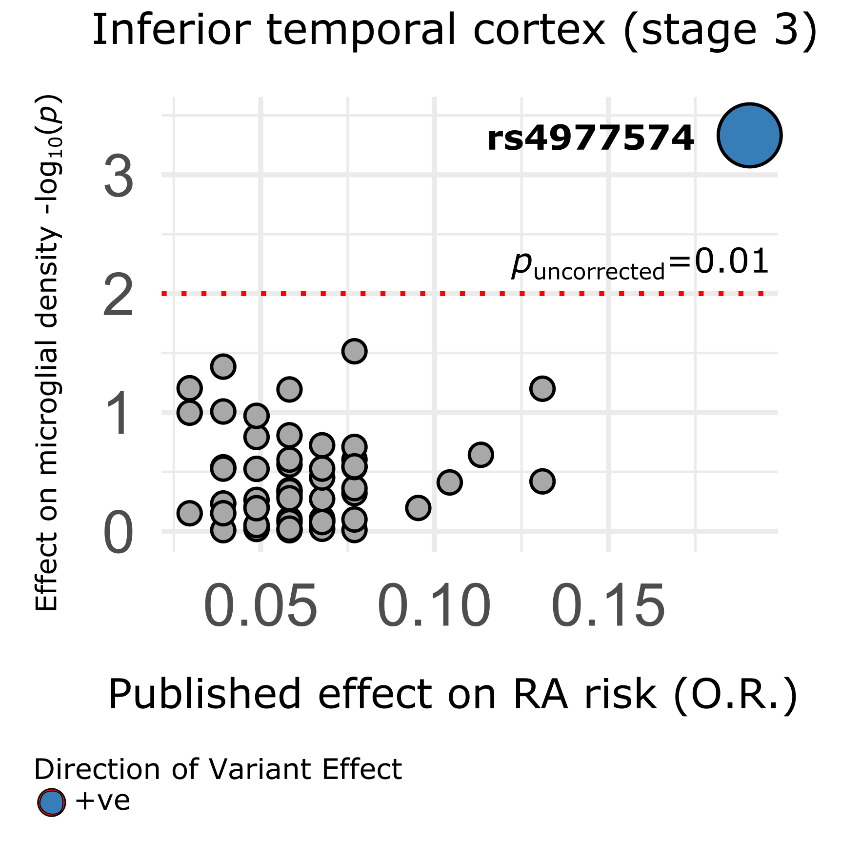 Inferior temporal cortex (stage 3)
Effect on microglial density -log₁₀(p)
3
2
1
0
rs4977574
p uncorrected=0.01
0.05 0.10 0.15
Published effect on RA risk (O.R.)
Direction of Variant Effect
+ve